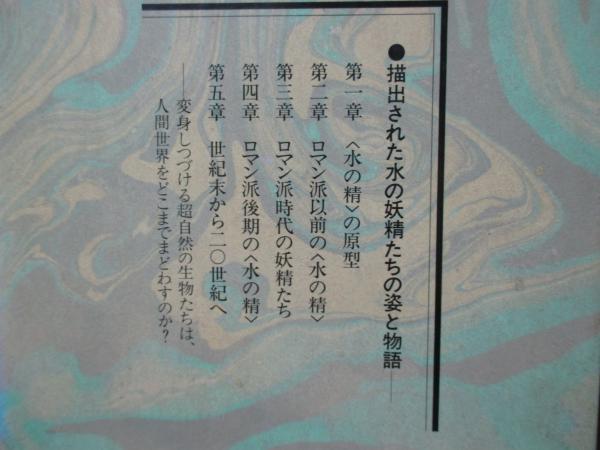 ●描出された水の妖精たちの姿と物語──
第一章 〈水の精〉の原型
第二章 ロマン派以前の〈水の精〉
第三章 ロマン派時代の妖精たち
第四章 ロマン派後期の〈水の精〉
第五章 世紀末から二〇世紀へ
──変身しつづける超自然の生物たちは、
人間世界をどこまでまどわすのか?